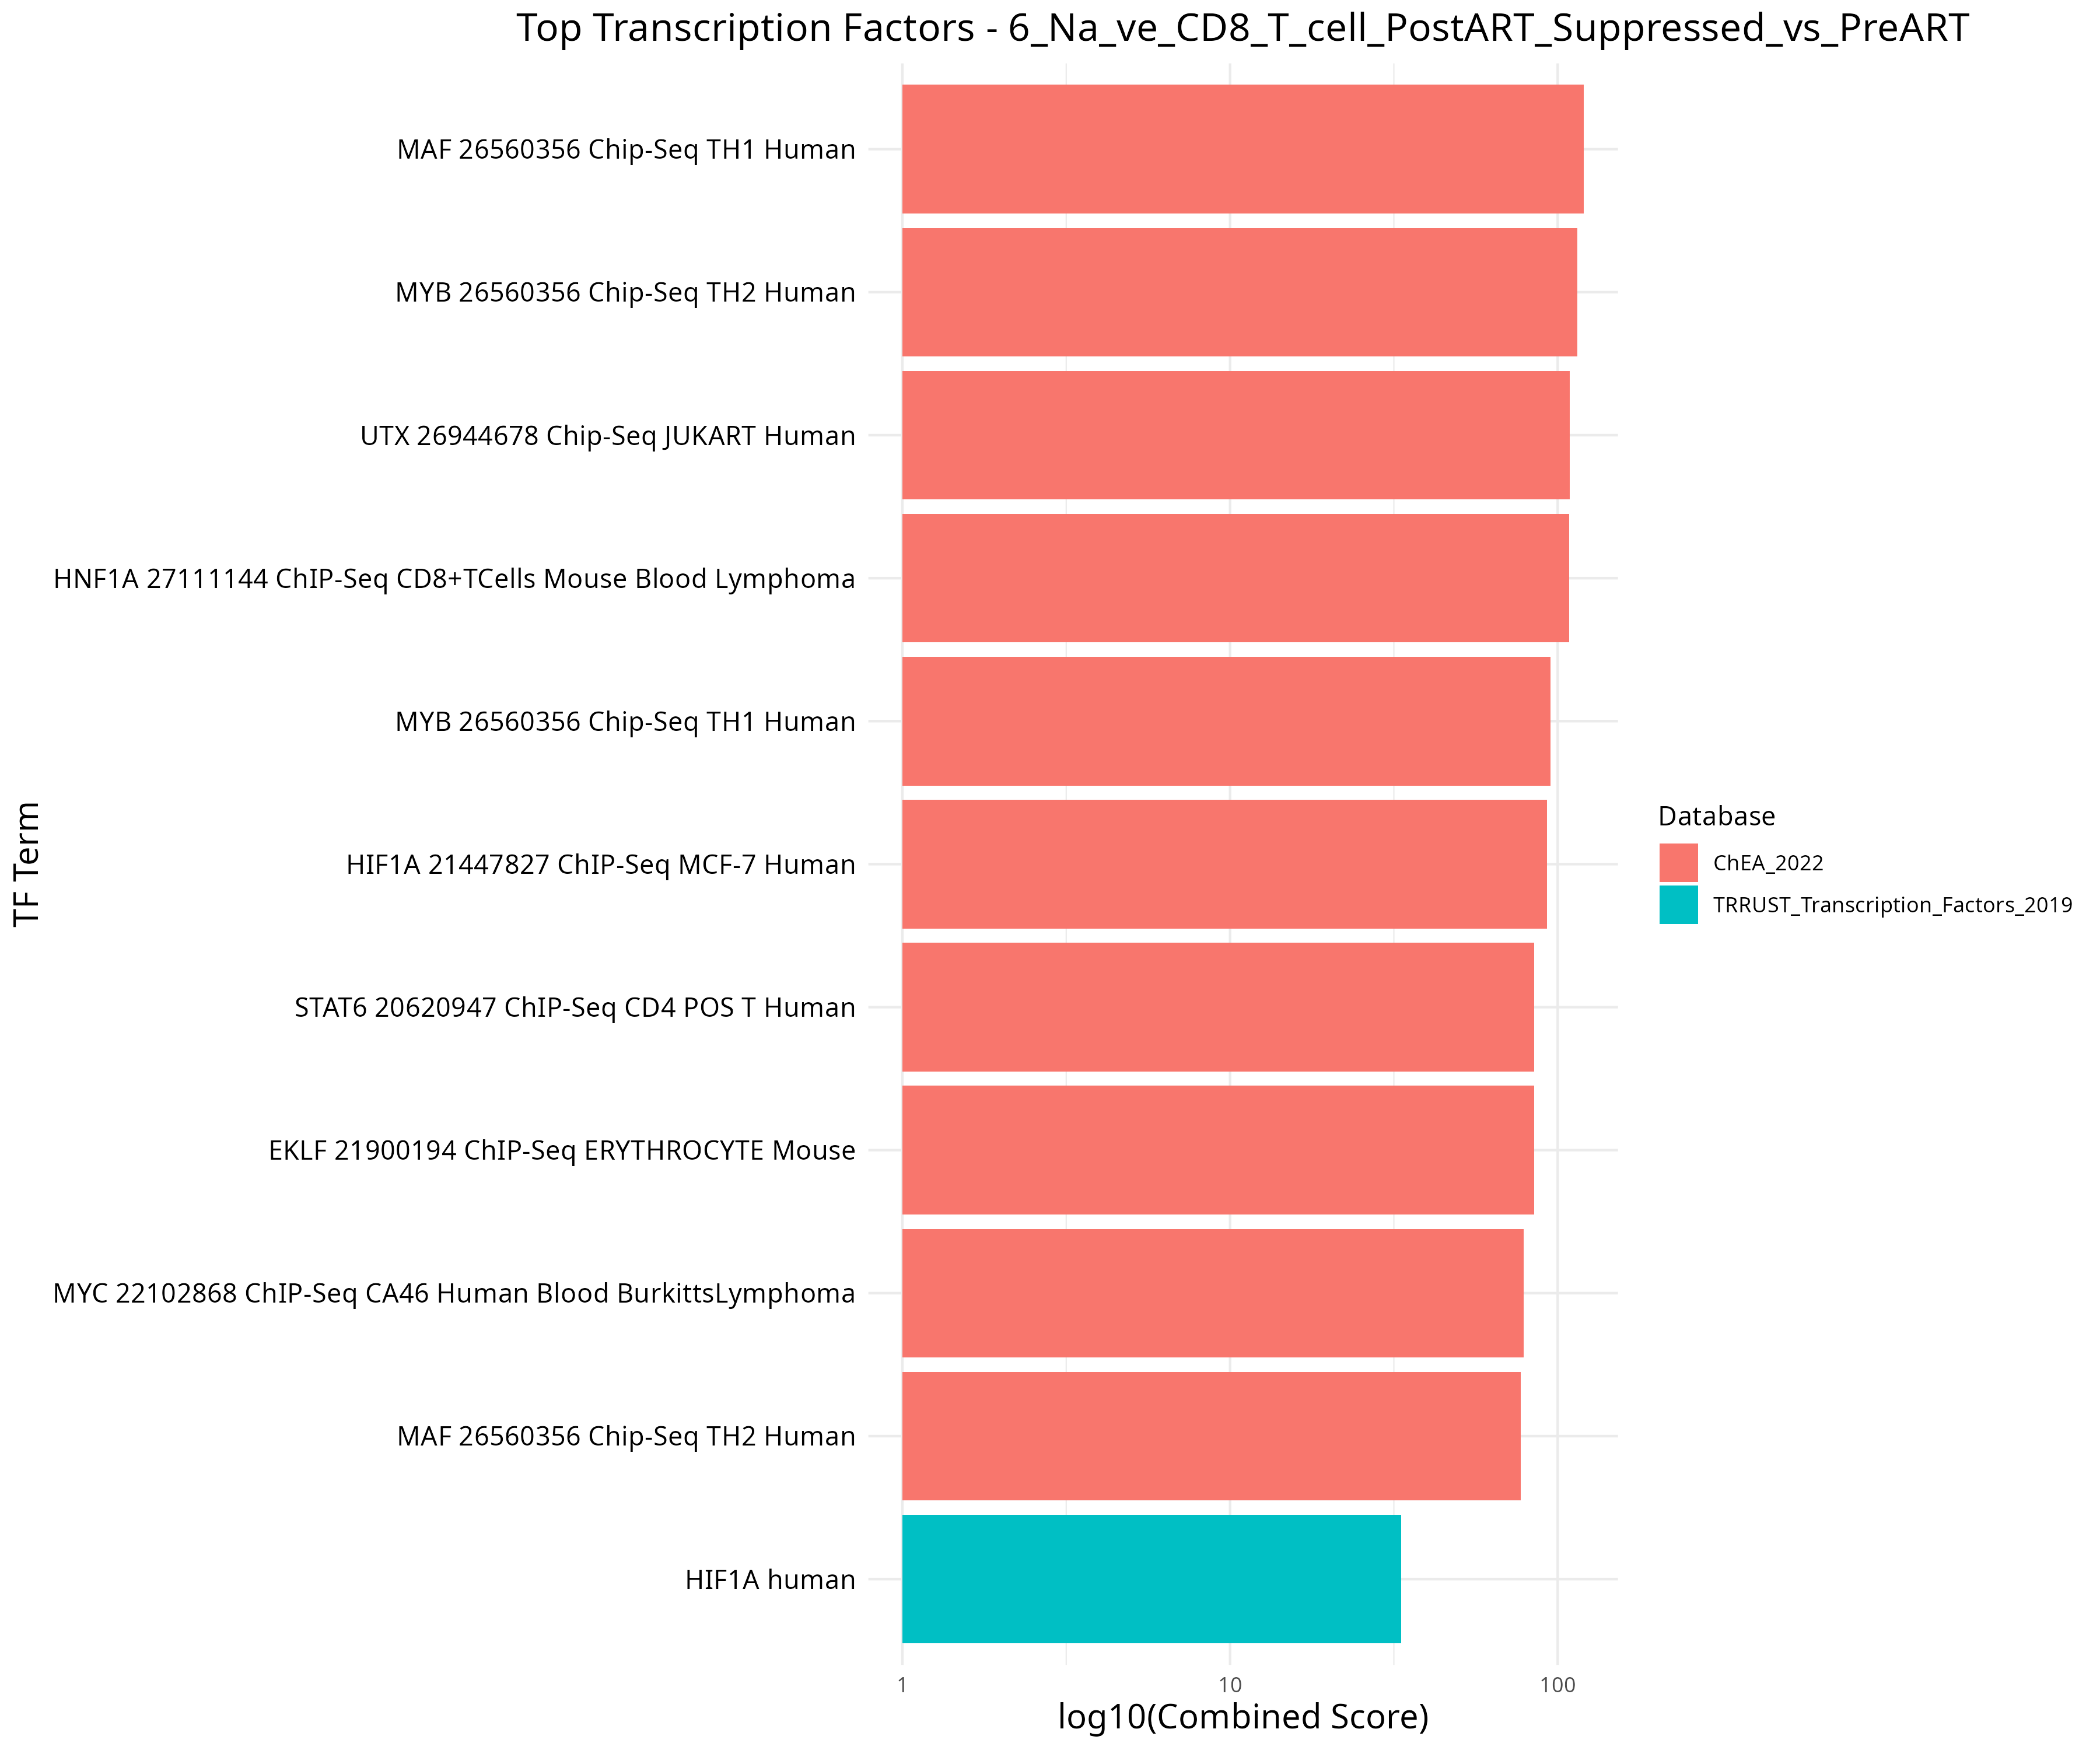 Top Transcription Factors - 6_Na_ve_CD8_T_cell_PostART_Suppressed_vs_PreART
TF Term
MAF 26560356 Chip-Seq TH1 Human
MYB 26560356 Chip-Seq TH2 Human
UTX 26944678 Chip-Seq JUKART Human
HNF1A 27111144 ChIP-Seq CD8+TCells Mouse Blood Lymphoma
MYB 26560356 Chip-Seq TH1 Human
HIF1A 21447827 ChIP-Seq MCF-7 Human
STAT6 20620947 ChIP-Seq CD4 POS T Human
EKLF 21900194 ChIP-Seq ERYTHROCYTE Mouse
MYC 22102868 ChIP-Seq CA46 Human Blood BurkittsLymphoma
MAF 26560356 Chip-Seq TH2 Human
HIF1A human
1 10 100
log10(Combined Score)
Database
ChEA_2022
TRRUST_Transcription_Factors_2019